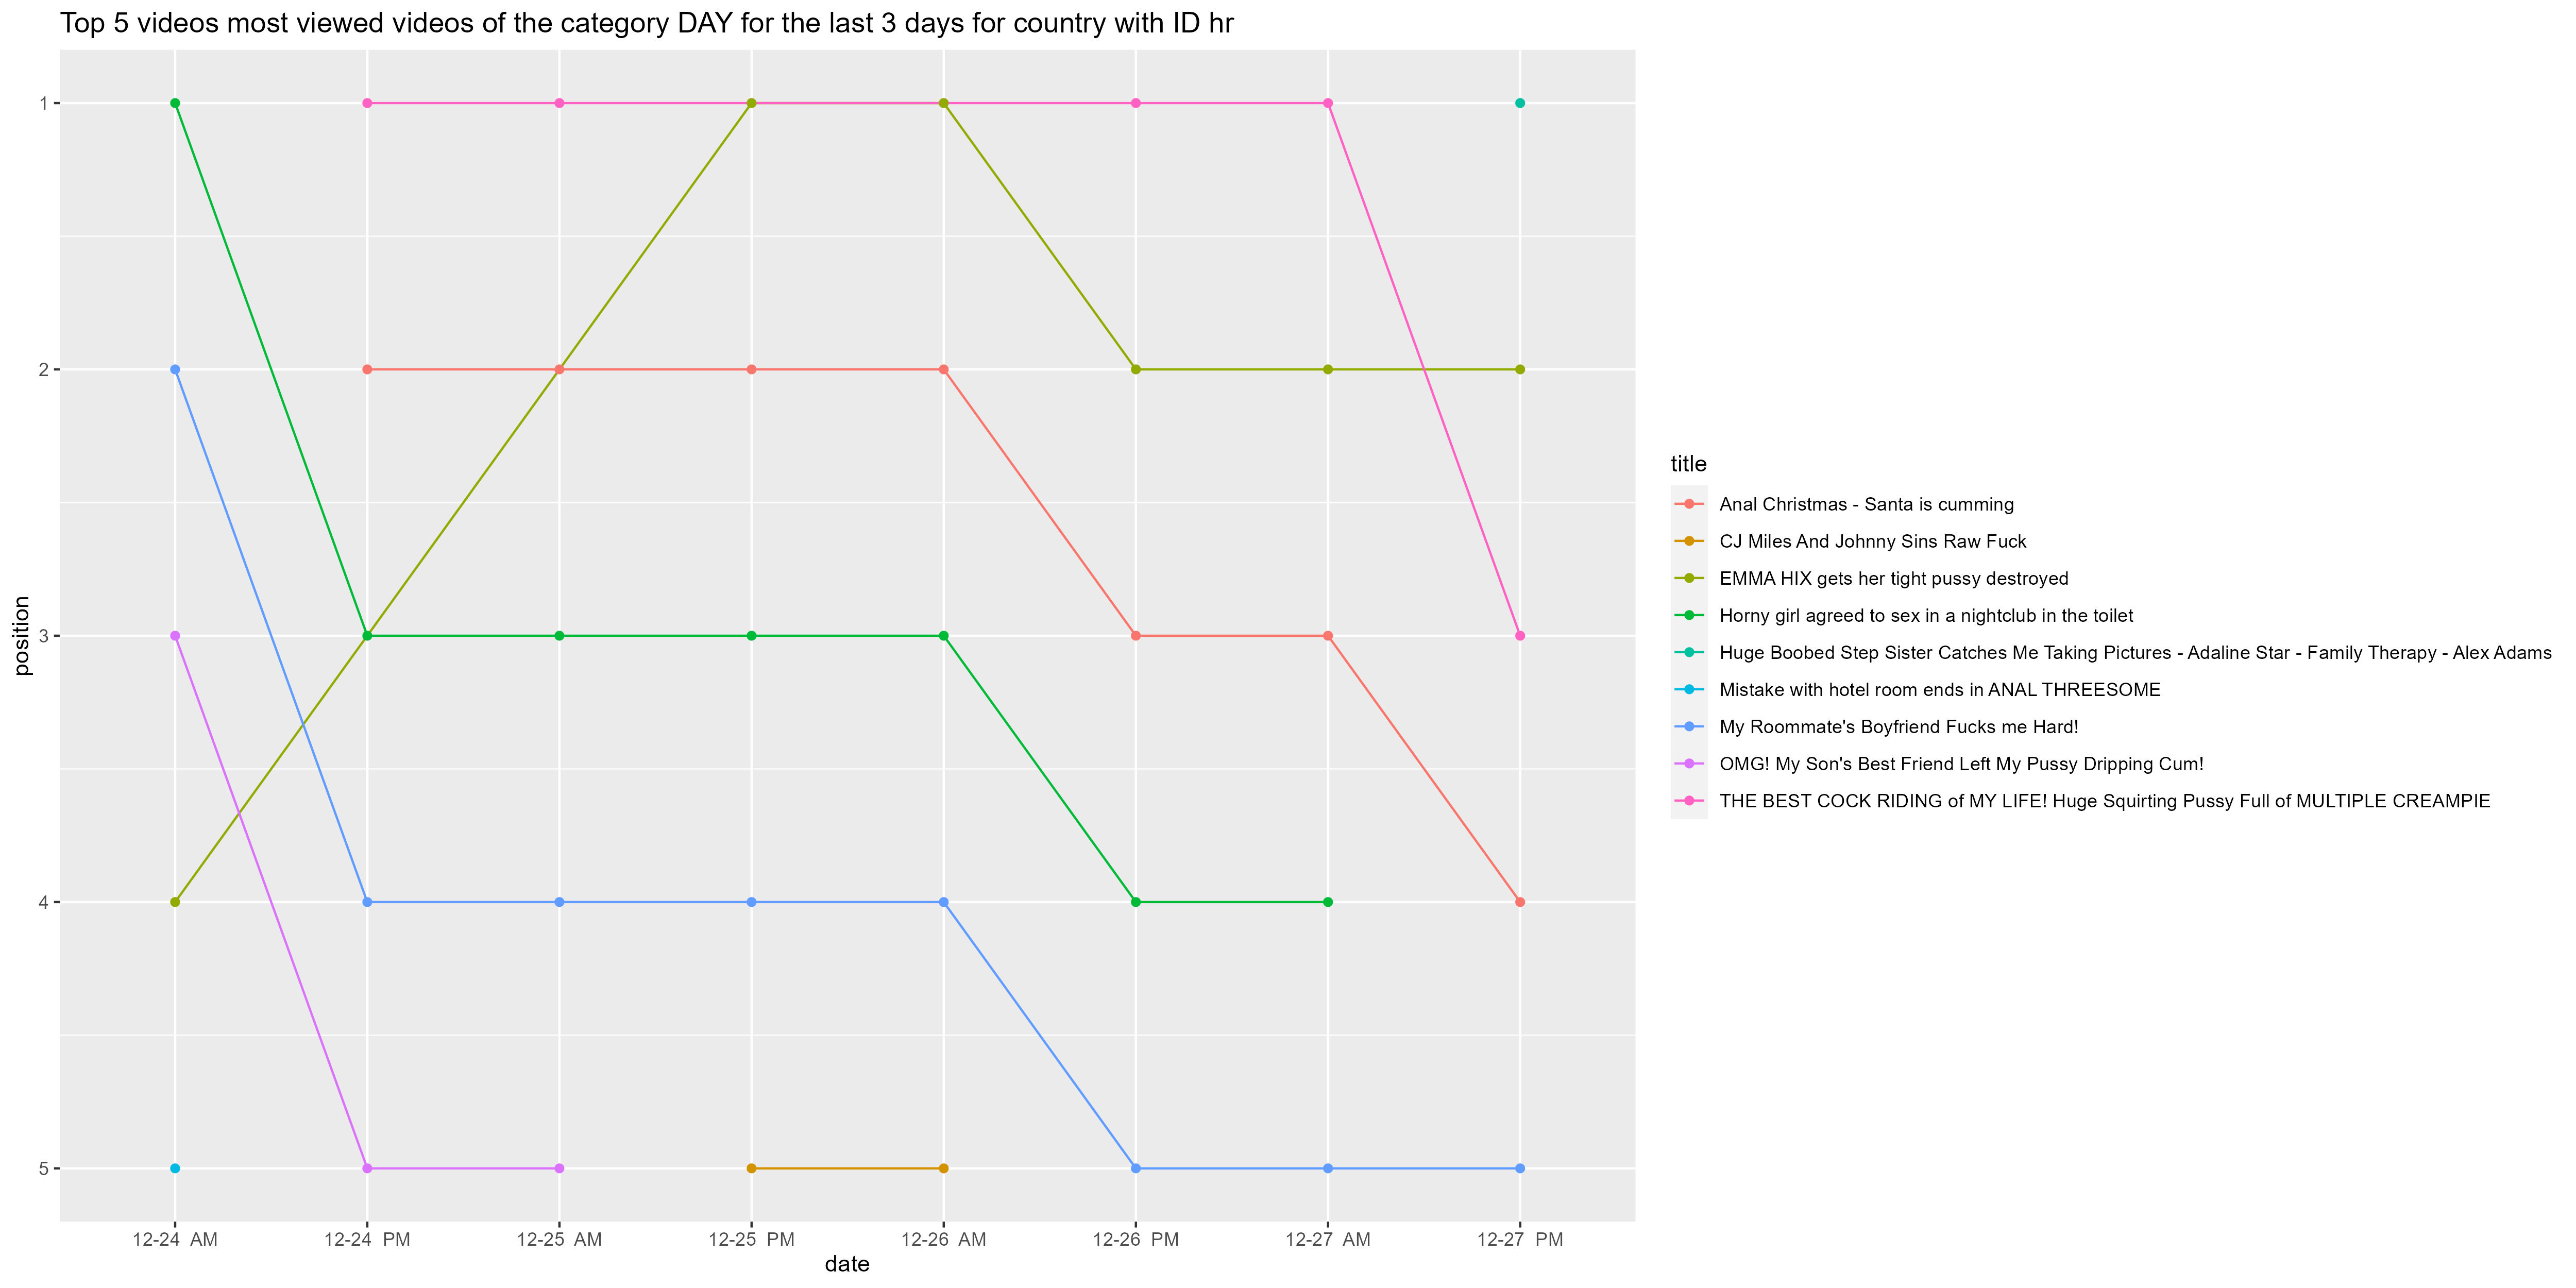 Top 5 videos most viewed videos of the category DAY for the last 3 days for country with ID hr
position
1
2
3
4
5
12-24 AM
12-24 PM
12-25 AM
12-25 PM
12-26 AM
12-26 PM
12-27 AM
12-27 PM
date
title
Anal Christmas - Santa is cumming
CJ Miles And Johnny Sins Raw Fuck
EMMA HIX gets her tight pussy destroyed
Horny girl agreed to sex in a nightclub in the toilet
Huge Boobed Step Sister Catches Me Taking Pictures - Adaline Star - Family Therapy - Alex Adams
Mistake with hotel room ends in ANAL THREESOME
My Roommate's Boyfriend Fucks me Hard!
OMG! My Son's Best Friend Left My Pussy Dripping Cum!
THE BEST COCK RIDING of MY LIFE! Huge Squirting Pussy Full of MULTIPLE CREAMPIE